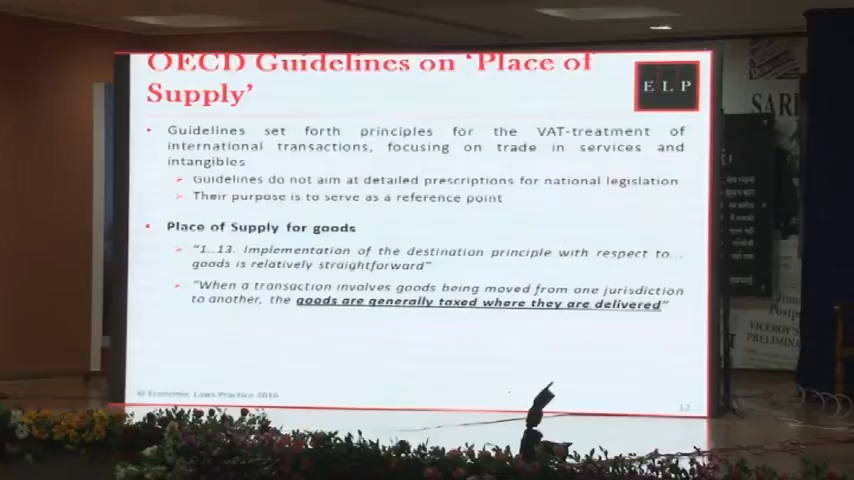 OECD Guidelines on 'Place of
Supply'
E L P
• Guidelines set forth principles for the VAT-treatment of
international transactions, focusing on trade in services and
intangibles
➢ Guidelines do not aim at detailed prescriptions for national legislation
➢ Their purpose is to serve as a reference point
• Place of Supply for goods
➢ "1..13. Implementation of the destination principle with respect to...
goods is relatively straightforward"
➢ "When a transaction involves goods being moved from one jurisdiction
to another, the goods are generally taxed where they are delivered"
© Economic Laws Practice 2016
12
SARD
VICEROY'S
PRELIMINA